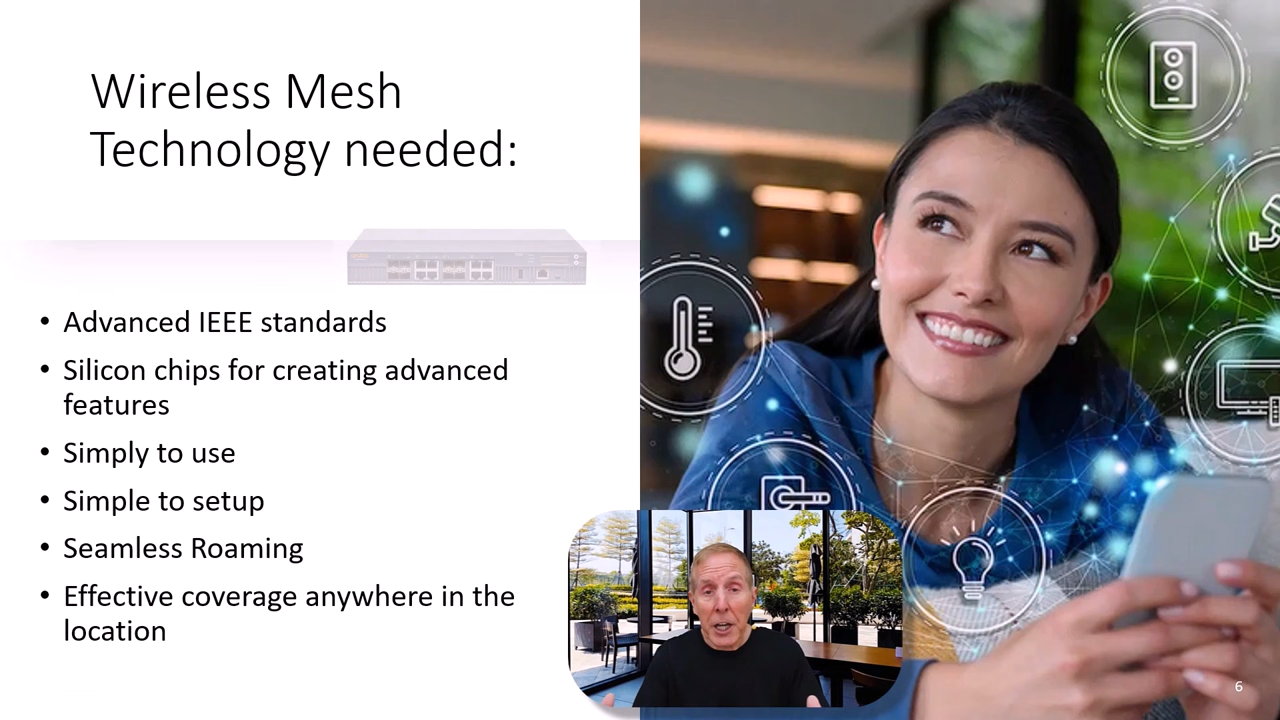 Wireless Mesh
Technology needed:
• Advanced IEEE standards
• Silicon chips for creating advanced
features
• Simply to use
• Simple to setup
• Seamless Roaming
• Effective coverage anywhere in the
location
6